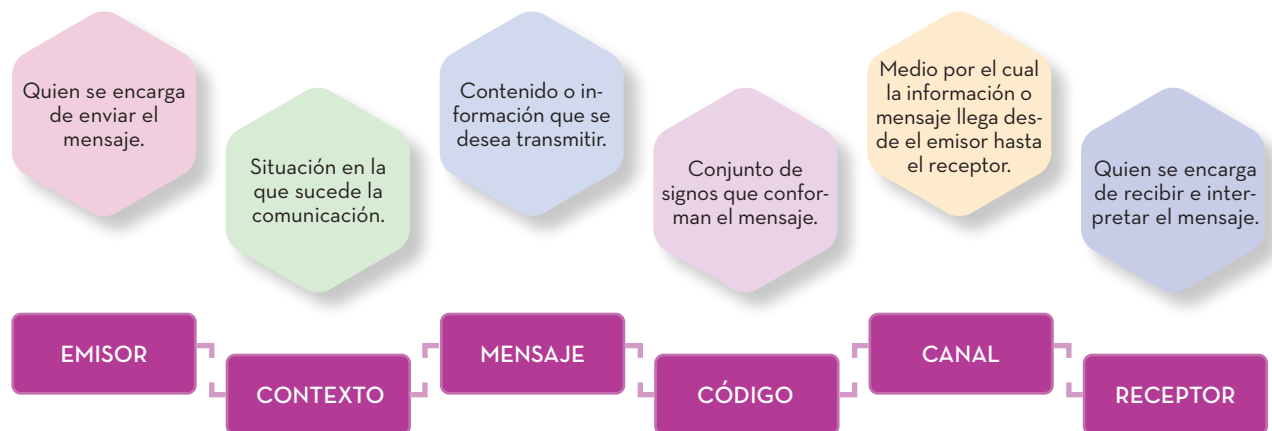 Quien se encarga
de enviar el
mensaje.
Situación en la
que sucede la
comunicación.
Contenido o in-
formación que se
desea transmitir.
Conjunto de
signos que confor-
man el mensaje.
Medio por el cual
la información o
mensaje llega des-
de el emisor hasta
el receptor.
Quien se encarga
de recibir e inter-
pretar el mensaje.
EMISOR
CONTEXTO
MENSAJE
CÓDIGO
CANAL
RECEPTOR